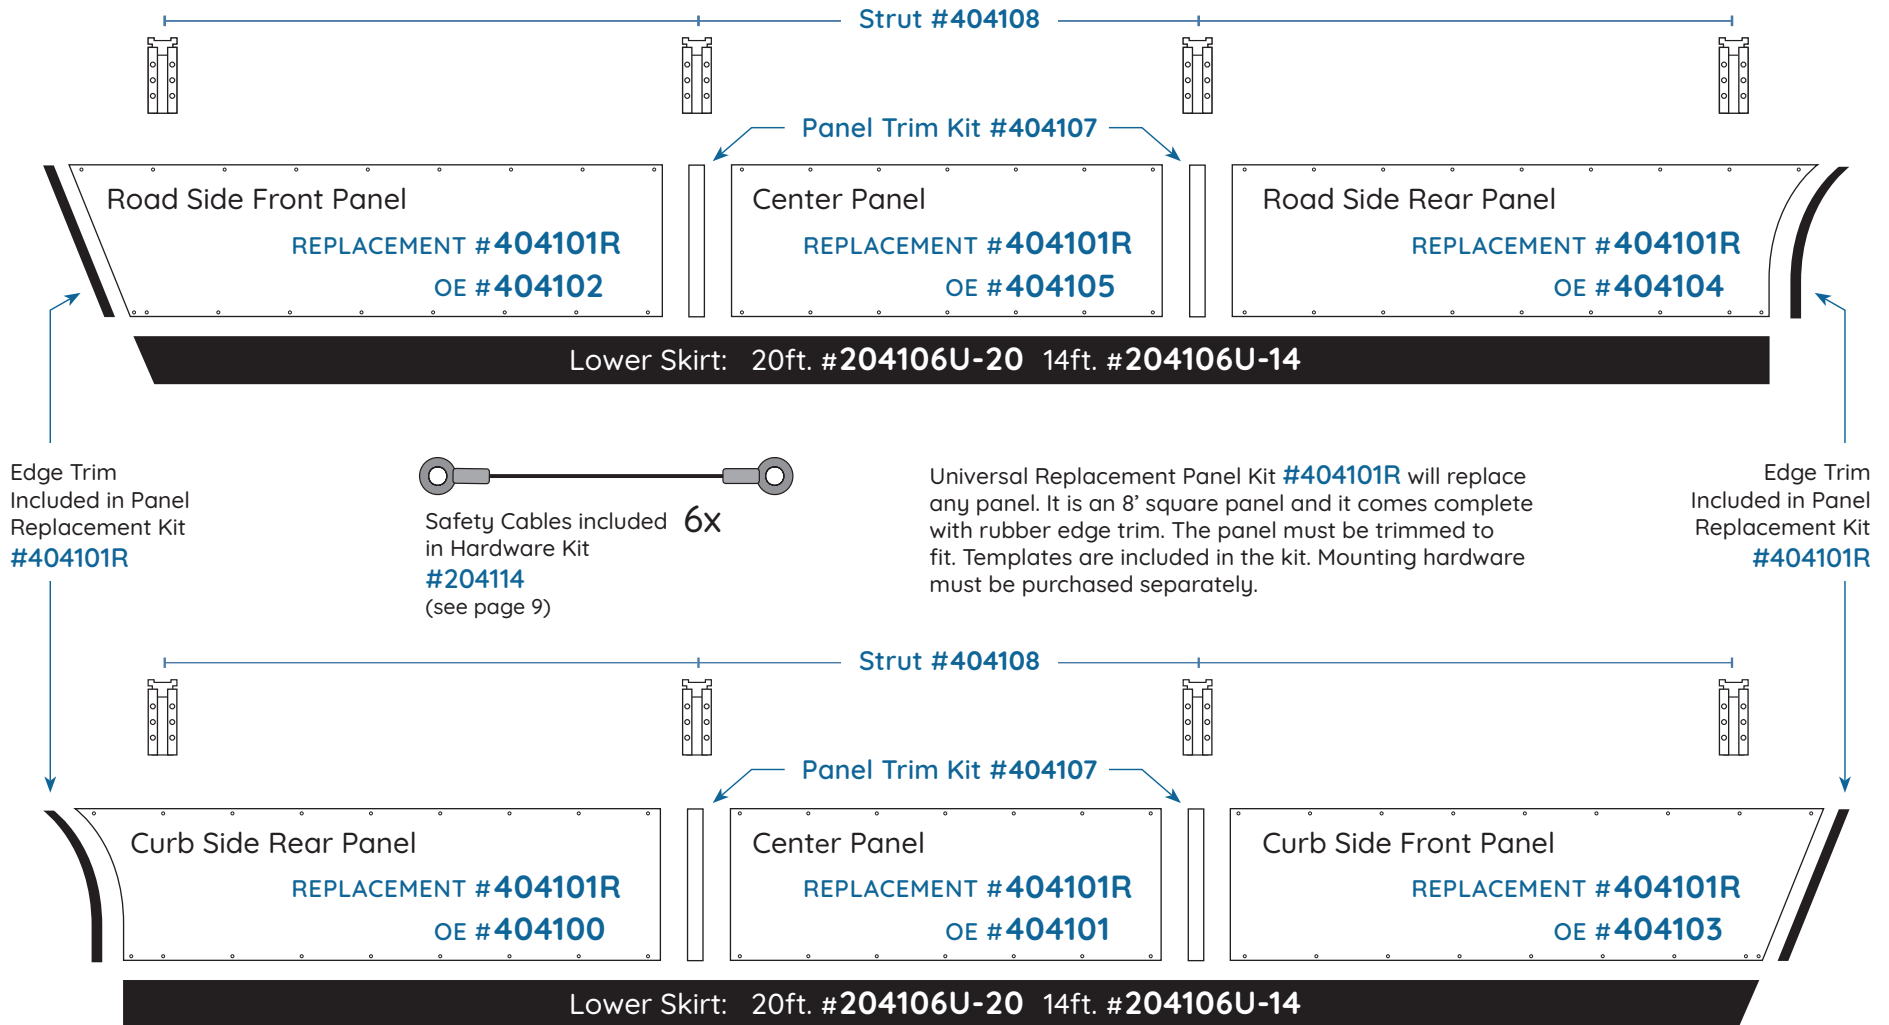 Strut #404108
Panel Trim Kit #404107
Road Side Front Panel
REPLACEMENT #404101R
OE #404102
Center Panel
REPLACEMENT #404101R
OE #404105
Road Side Rear Panel
REPLACEMENT #404101R
OE #404104
Lower Skirt: 20ft. #204106U-20 14ft. #204106U-14
Edge Trim
Included in Panel
Replacement Kit
#404101R
Safety Cables included 6x
in Hardware Kit
#204114
(see page 9)
Universal Replacement Panel Kit #404101R will replace
any panel. It is an 8’ square panel and it comes complete
with rubber edge trim. The panel must be trimmed to
fit. Templates are included in the kit. Mounting hardware
must be purchased separately.
Edge Trim
Included in Panel
Replacement Kit
#404101R
Strut #404108
Panel Trim Kit #404107
Curb Side Rear Panel
REPLACEMENT #404101R
OE #404100
Center Panel
REPLACEMENT #404101R
OE #404101
Curb Side Front Panel
REPLACEMENT #404101R
OE #404103
Lower Skirt: 20ft. #204106U-20 14ft. #204106U-14